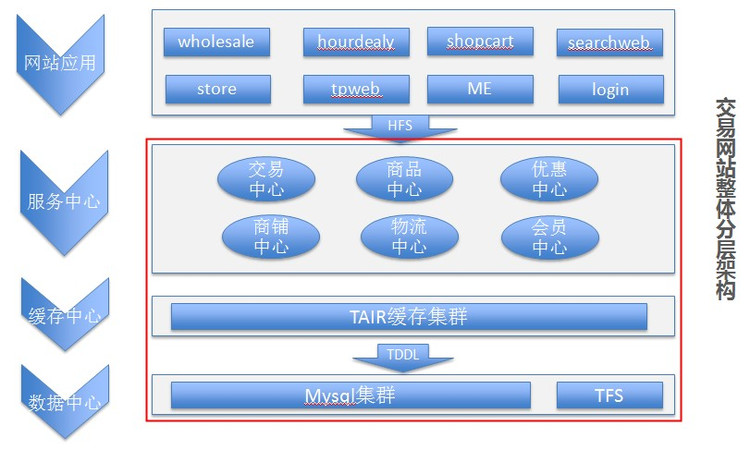 网站应用
wholesale
hourdealy
shopcart
searchweb
store
tpweb
ME
login
HFS
服务中心
交易
中心
商品
中心
优惠
中心
商铺
中心
物流
中心
会员
中心
缓存中心
TAIR缓存集群
TDDL
数据中心
Mysql集群
TFS
交易网站整体分层架构